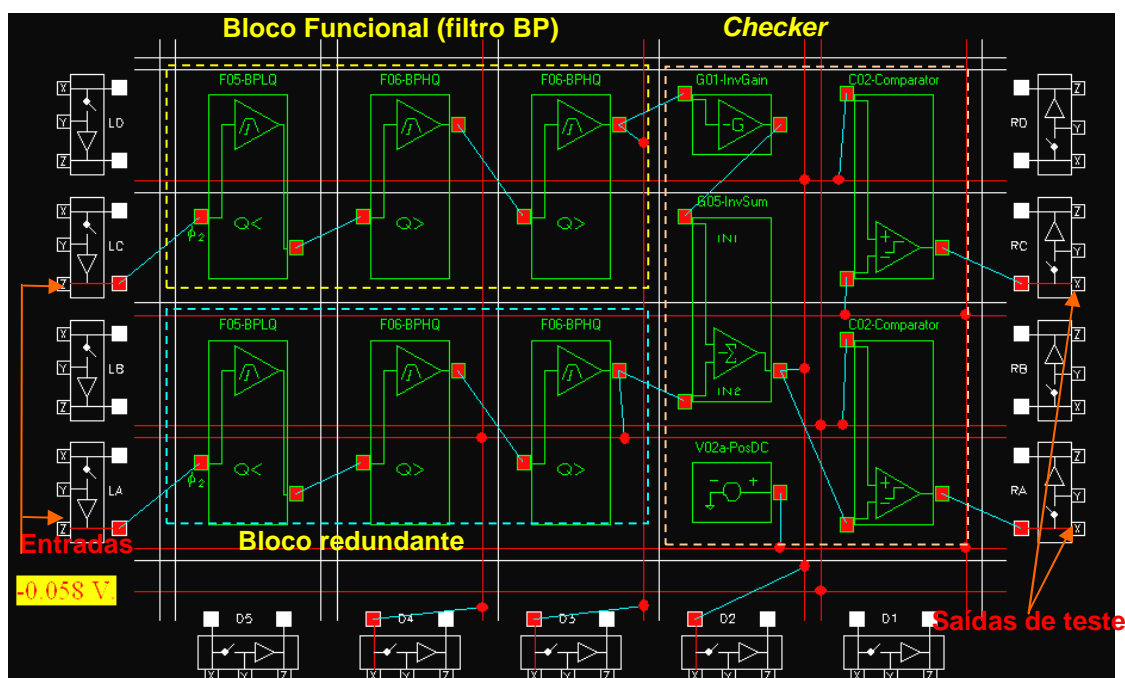 Bloco Funcional (filtro BP) Checker
F05-BPLQ F06-BPHQ F06-BPHQ G01-InvGain C02-Comparator
X LD Y Z
-G
RD Z Y X
G05-InvSum
X LC Y Z
ϕ2 Q< Q> Q>
IN1
RC Z Y X
F05-BPLQ F06-BPHQ F06-BPHQ C02-Comparator
X LB Y Z
-Σ
IN2
RB Z Y X
V02a-PosDC
- +
X LA Y Z
ϕ2 Q< Q> Q>
RA Z Y X
Entradas
Bloco redundante
-0.058 V.
Saídas de teste
D5 D4 D3 D2 D1
X Y Z X Y Z X Y Z X Y Z X Y Z